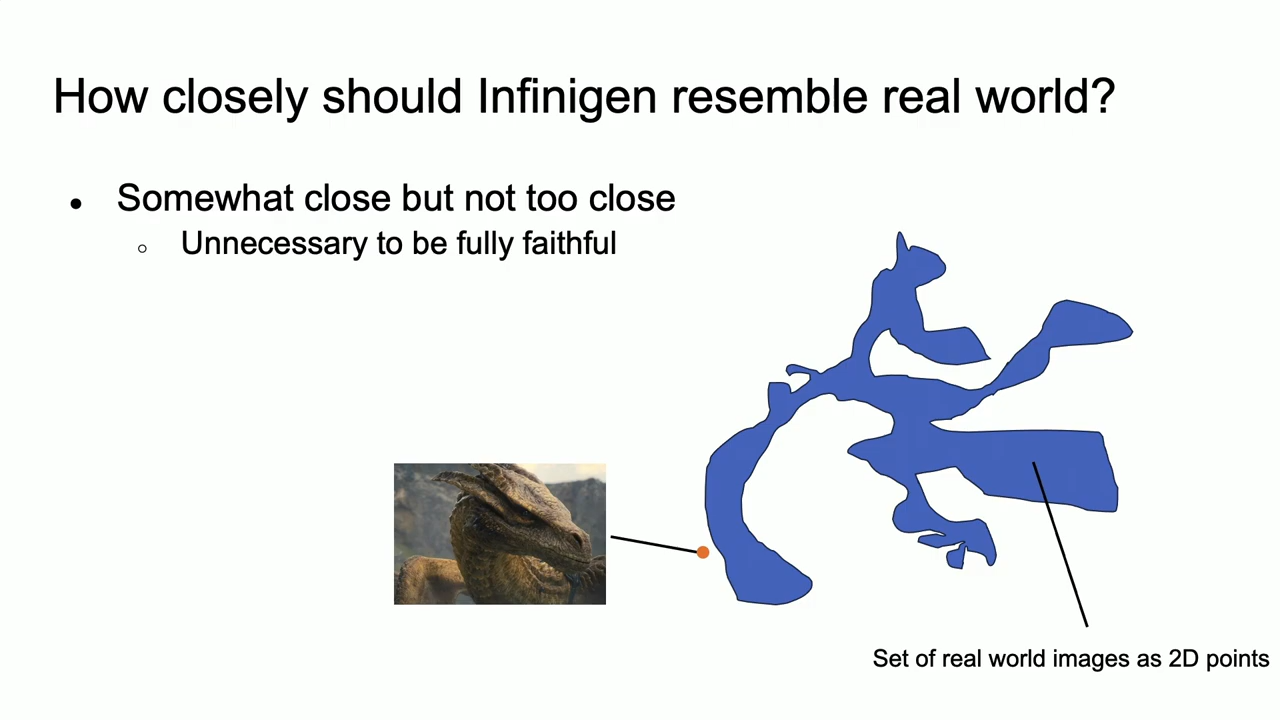 How closely should Infinigen resemble real world?
● Somewhat close but not too close
○ Unnecessary to be fully faithful
Set of real world images as 2D points